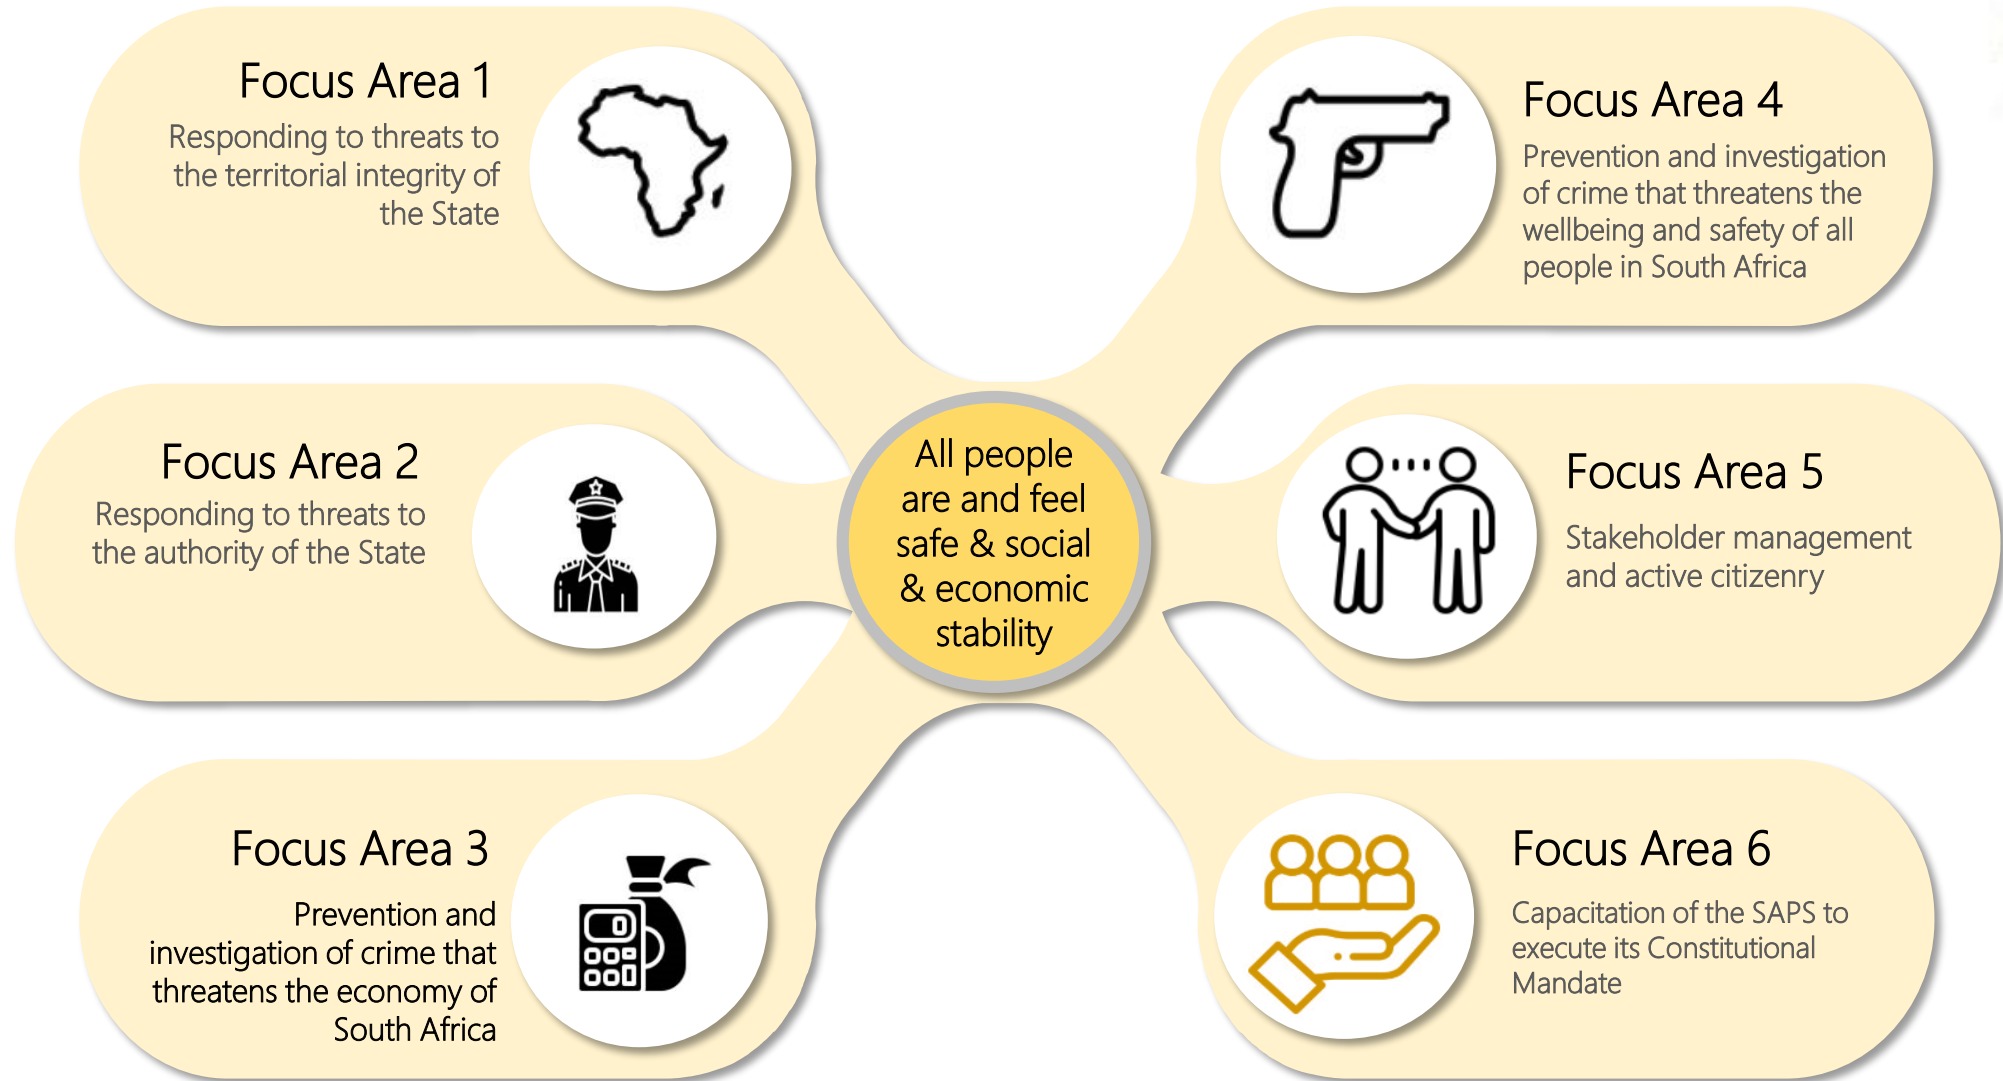 Focus Area 1
Responding to threats to
the territorial integrity of
the State
Focus Area 2
Responding to threats to
the authority of the State
Focus Area 3
Prevention and
investigation of crime that
threatens the economy of
South Africa
All people
are and feel
safe & social
& economic
stability
Focus Area 4
Prevention and investigation
of crime that threatens the
wellbeing and safety of all
people in South Africa
Focus Area 5
Stakeholder management
and active citizenry
Focus Area 6
Capacitation of the SAPS to
execute its Constitutional
Mandate